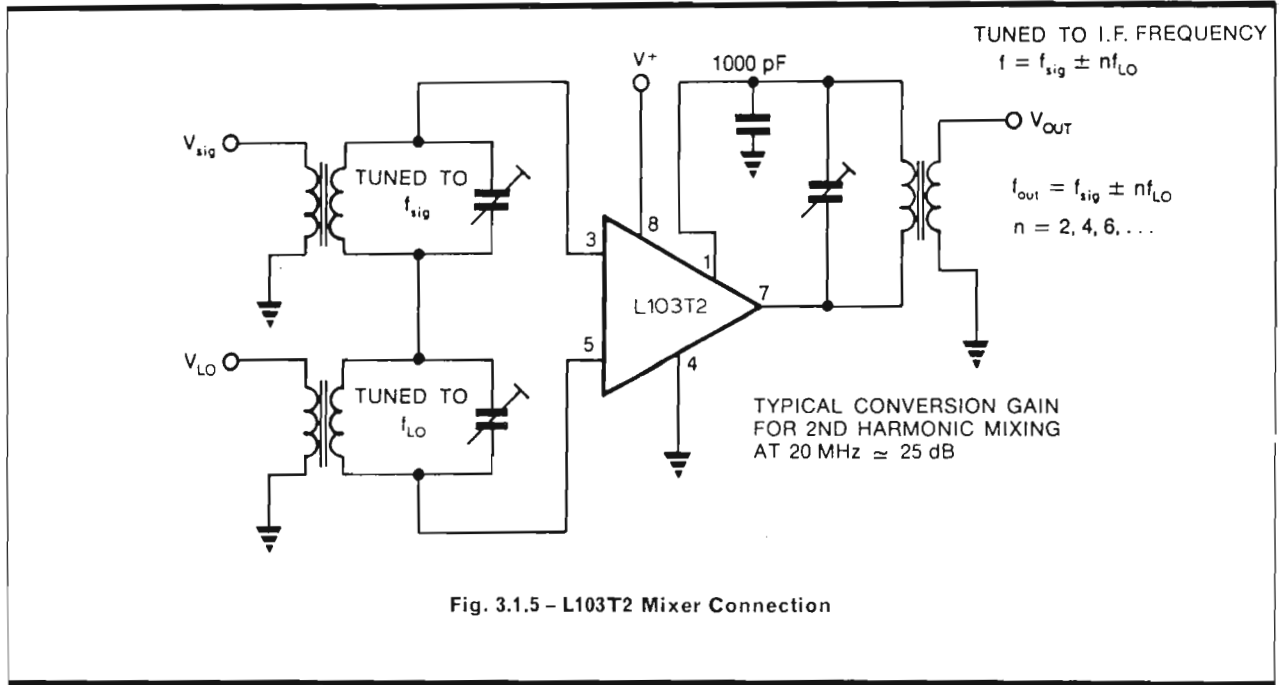 TUNED TO I.F. FREQUENCY
f = f_sig ± nf_LO
V+
1000 pF
V_sig
TUNED TO
f_sig
V_OUT
f_out = f_sig ± nf_LO
n = 2, 4, 6, . . .
3
8
1
7
L103T2
5
4
V_LO
TUNED TO
f_LO
TYPICAL CONVERSION GAIN
FOR 2ND HARMONIC MIXING
AT 20 MHz ≃ 25 dB
Fig. 3.1.5 – L103T2 Mixer Connection